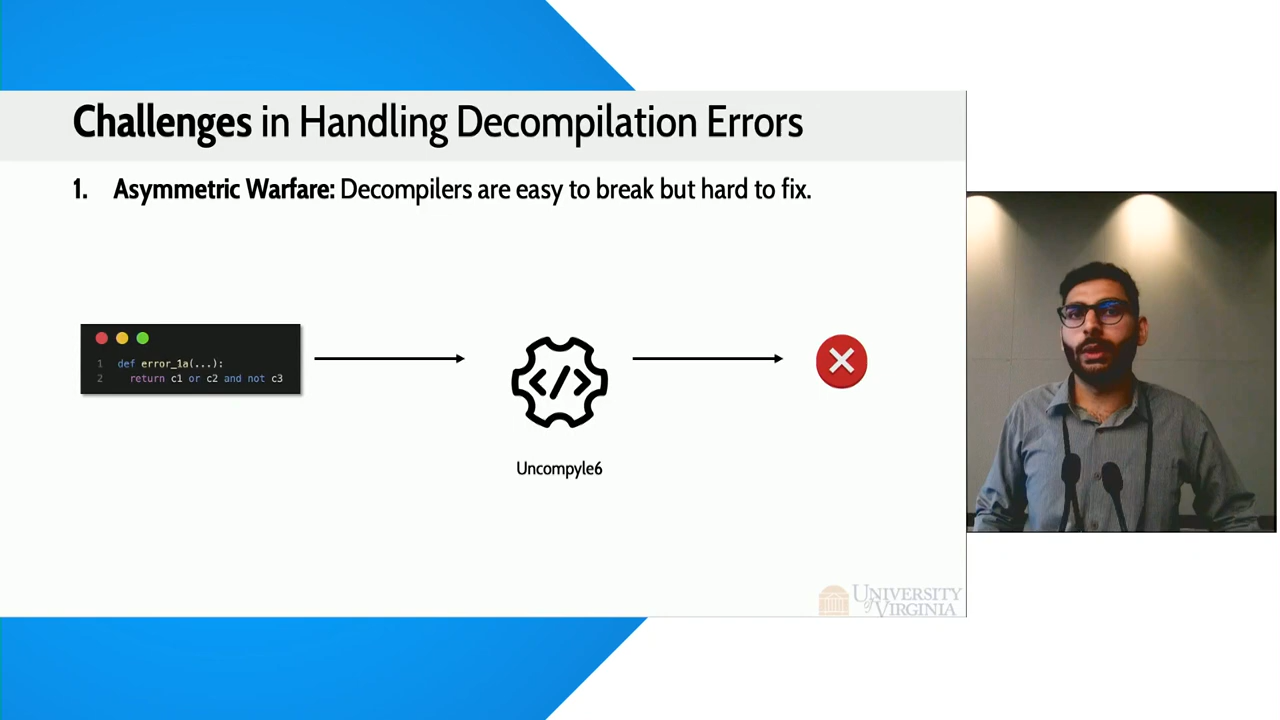 Challenges in Handling Decompilation Errors
1. Asymmetric Warfare: Decompilers are easy to break but hard to fix.
1 def error_1a(...):
2 return c1 or c2 and not c3
Uncompyle6
UNIVERSITY
of VIRGINIA